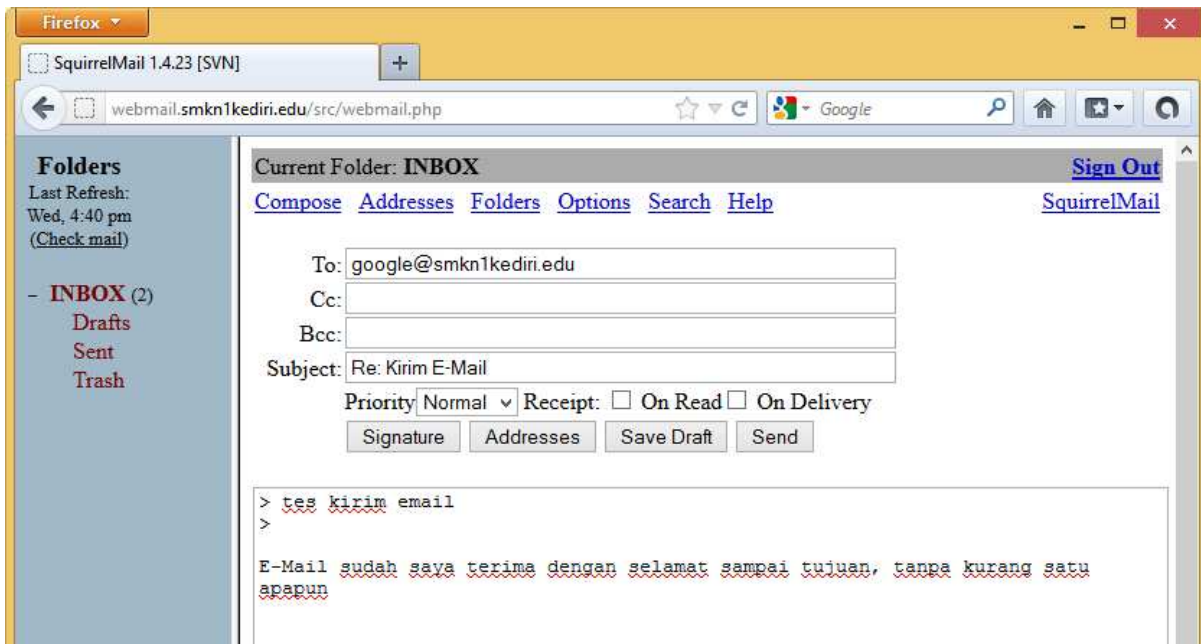 Firefox
SquirrelMail 1.4.23 [SVN]
webmail.smkn1kediri.edu/src/webmail.php
Google
Folders
Last Refresh:
Wed, 4:40 pm
(Check mail)
– INBOX (2)
Drafts
Sent
Trash
Current Folder: INBOX
Sign Out
Compose Addresses Folders Options Search Help
SquirrelMail
To: google@smkn1kediri.edu
Cc:
Bcc:
Subject: Re: Kirim E-Mail
Priority Normal Receipt: On Read On Delivery
Signature Addresses Save Draft Send
> tes kirim email
>
E-Mail sudah saya terima dengan selamat sampai tujuan, tanpa kurang satu
apapun